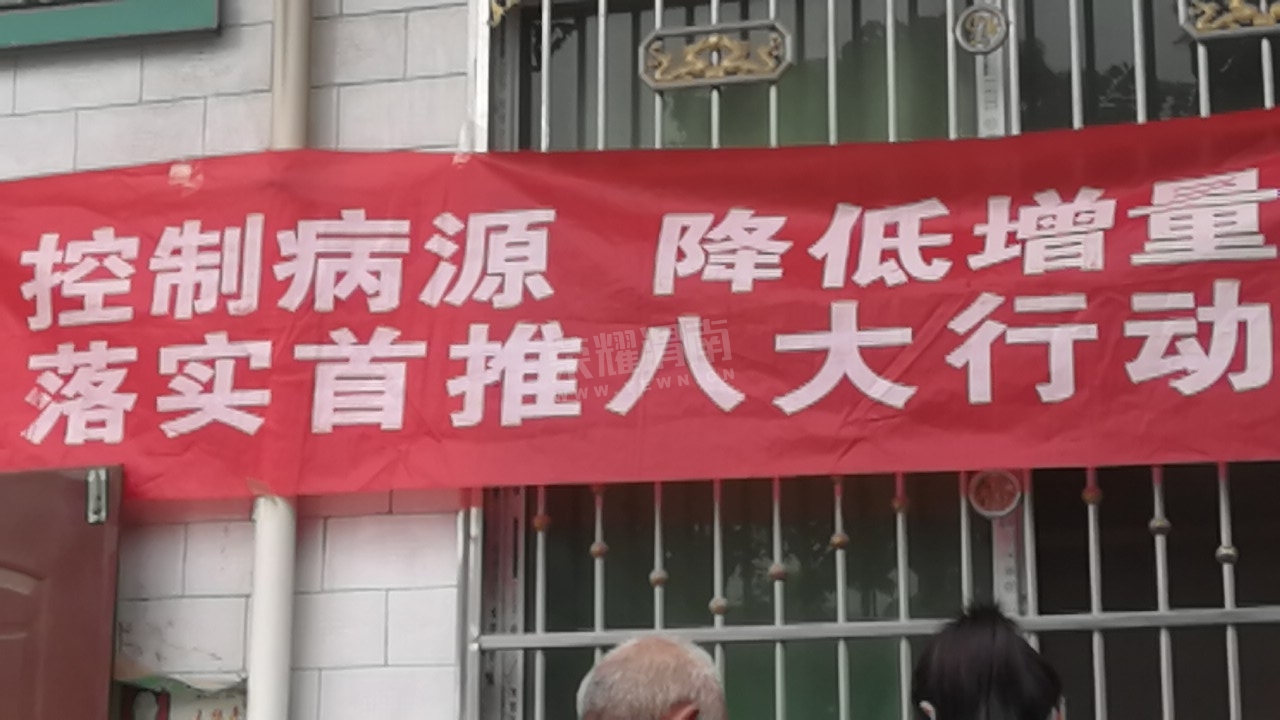 控制病源 降低增量
落实首推八大行动